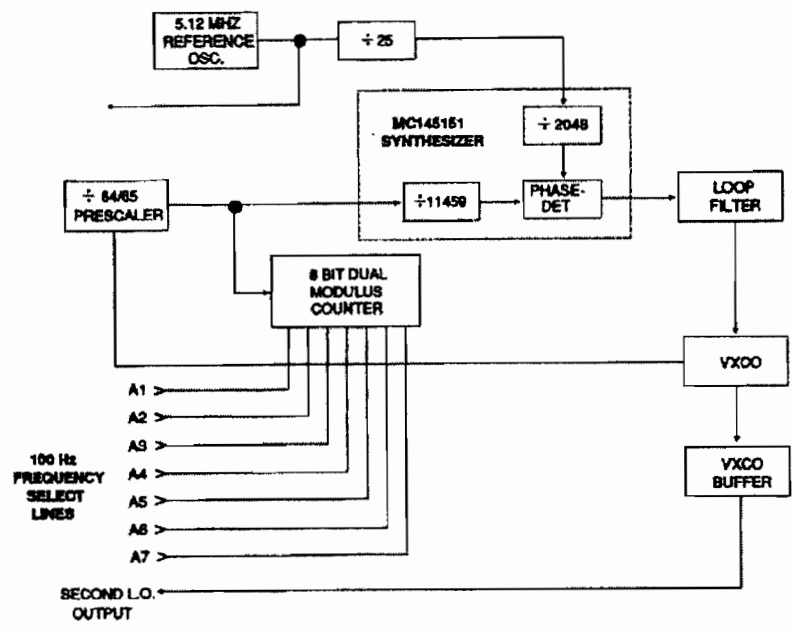 5.12 MHZ
REFERENCE
OSC.
÷ 25
MC145151
SYNTHESIZER
÷ 2048
÷ 64/65
PRESCALER
÷11459
PHASE-
DET
LOOP
FILTER
8 BIT DUAL
MODULUS
COUNTER
VXCO
A1
A2
A3
A4
A5
A6
A7
100 Hz
FREQUENCY
SELECT
LINES
VXCO
BUFFER
SECOND L.O.
OUTPUT